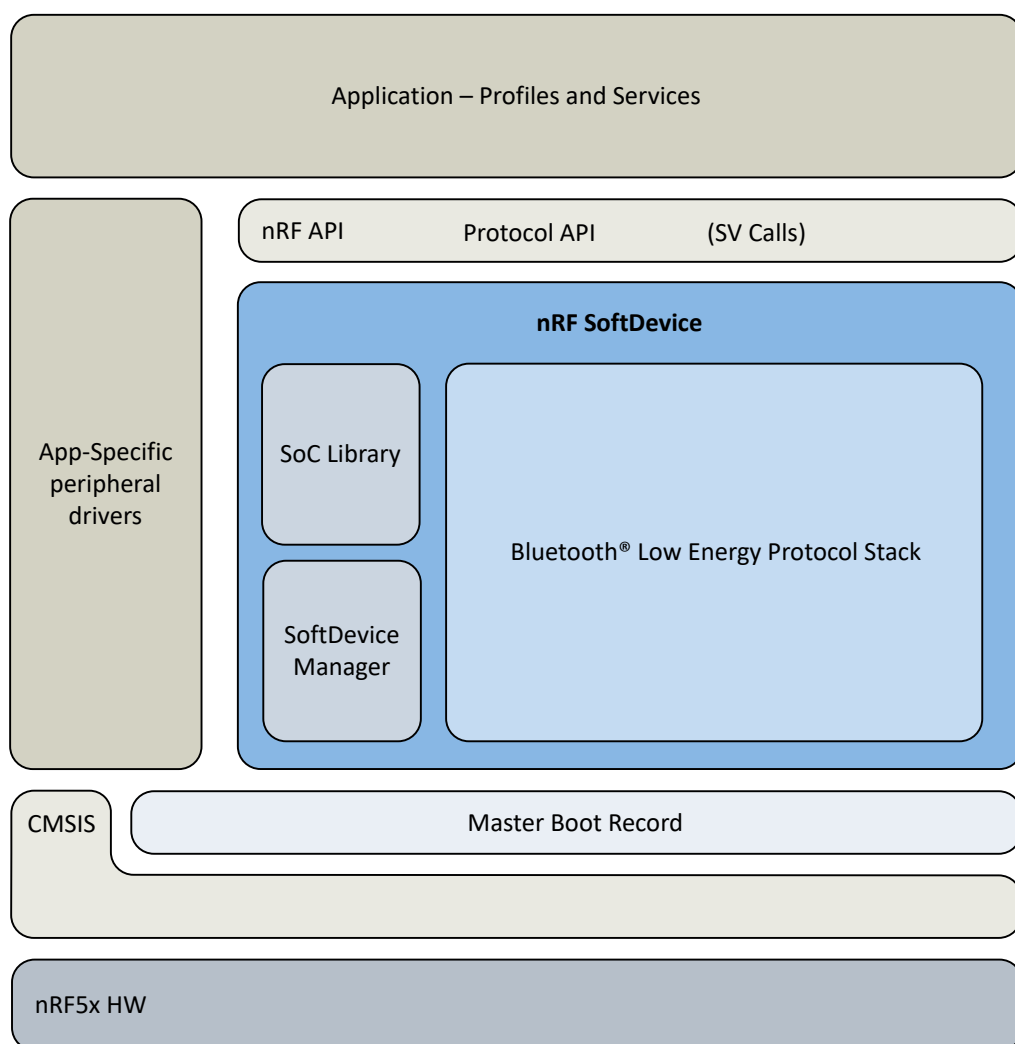 Application – Profiles and Services
nRF API Protocol API (SV Calls)
nRF SoftDevice
App-Specific
peripheral
drivers
SoC Library
Bluetooth® Low Energy Protocol Stack
SoftDevice
Manager
CMSIS
Master Boot Record
nRF5x HW